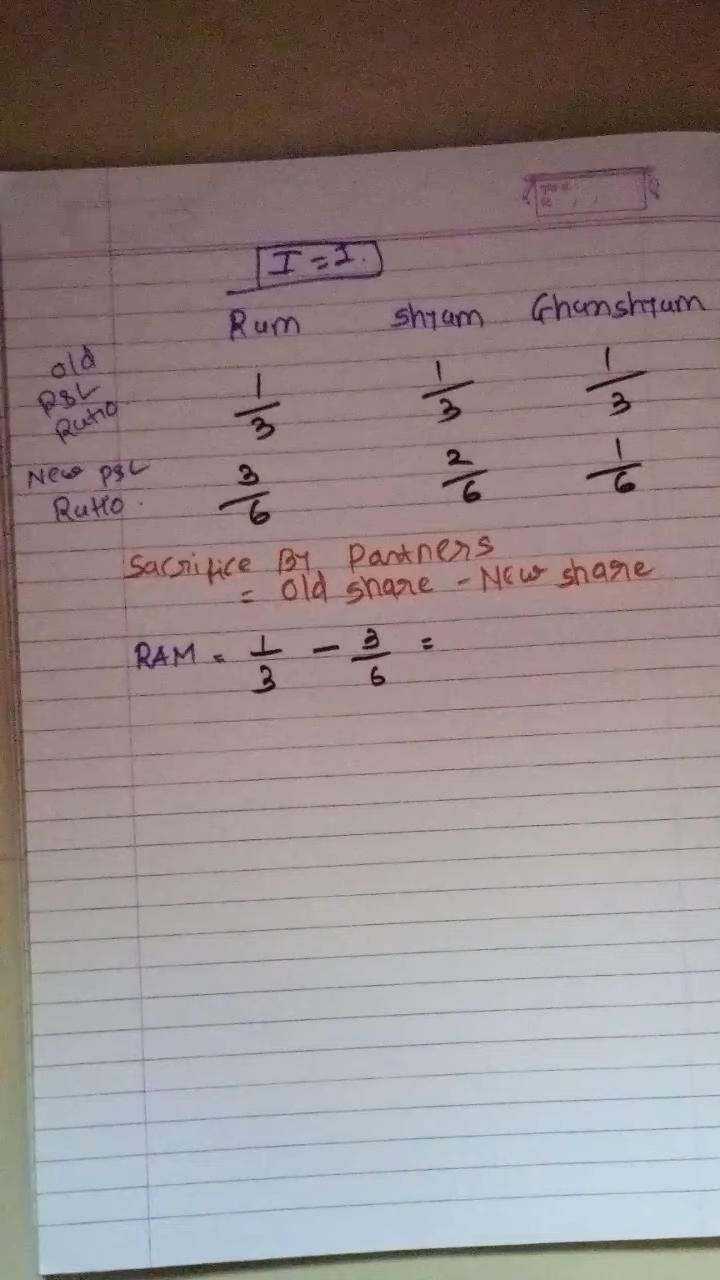 I = I.
Ram Shyam Ghanshyam
Old
P&L
Ratio
1/3 1/3 1/3
New P&L
Ratio.
3/6 2/6 1/6
Sacrifice By Partners
= Old share - New share
RAM = 1/3 - 3/6 =